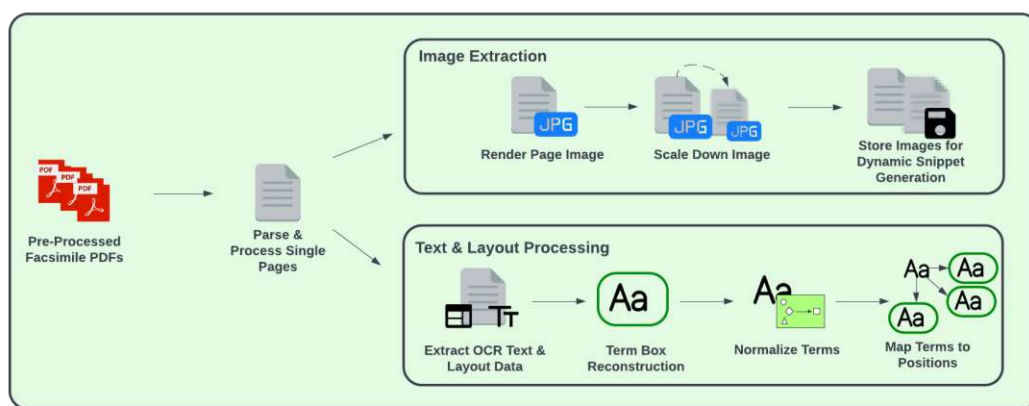 PDF
PDF
PDF
Pre-Processed
Facsimile PDFs
Parse &
Process Single
Pages
Image Extraction
JPG
Render Page Image
JPG
JPG
Scale Down Image
Store Images for
Dynamic Snippet
Generation
Text & Layout Processing
TT
Extract OCR Text &
Layout Data
Aa
Term Box
Reconstruction
Aa
Normalize Terms
Aa
Aa
Aa
Aa
Map Terms to
Positions